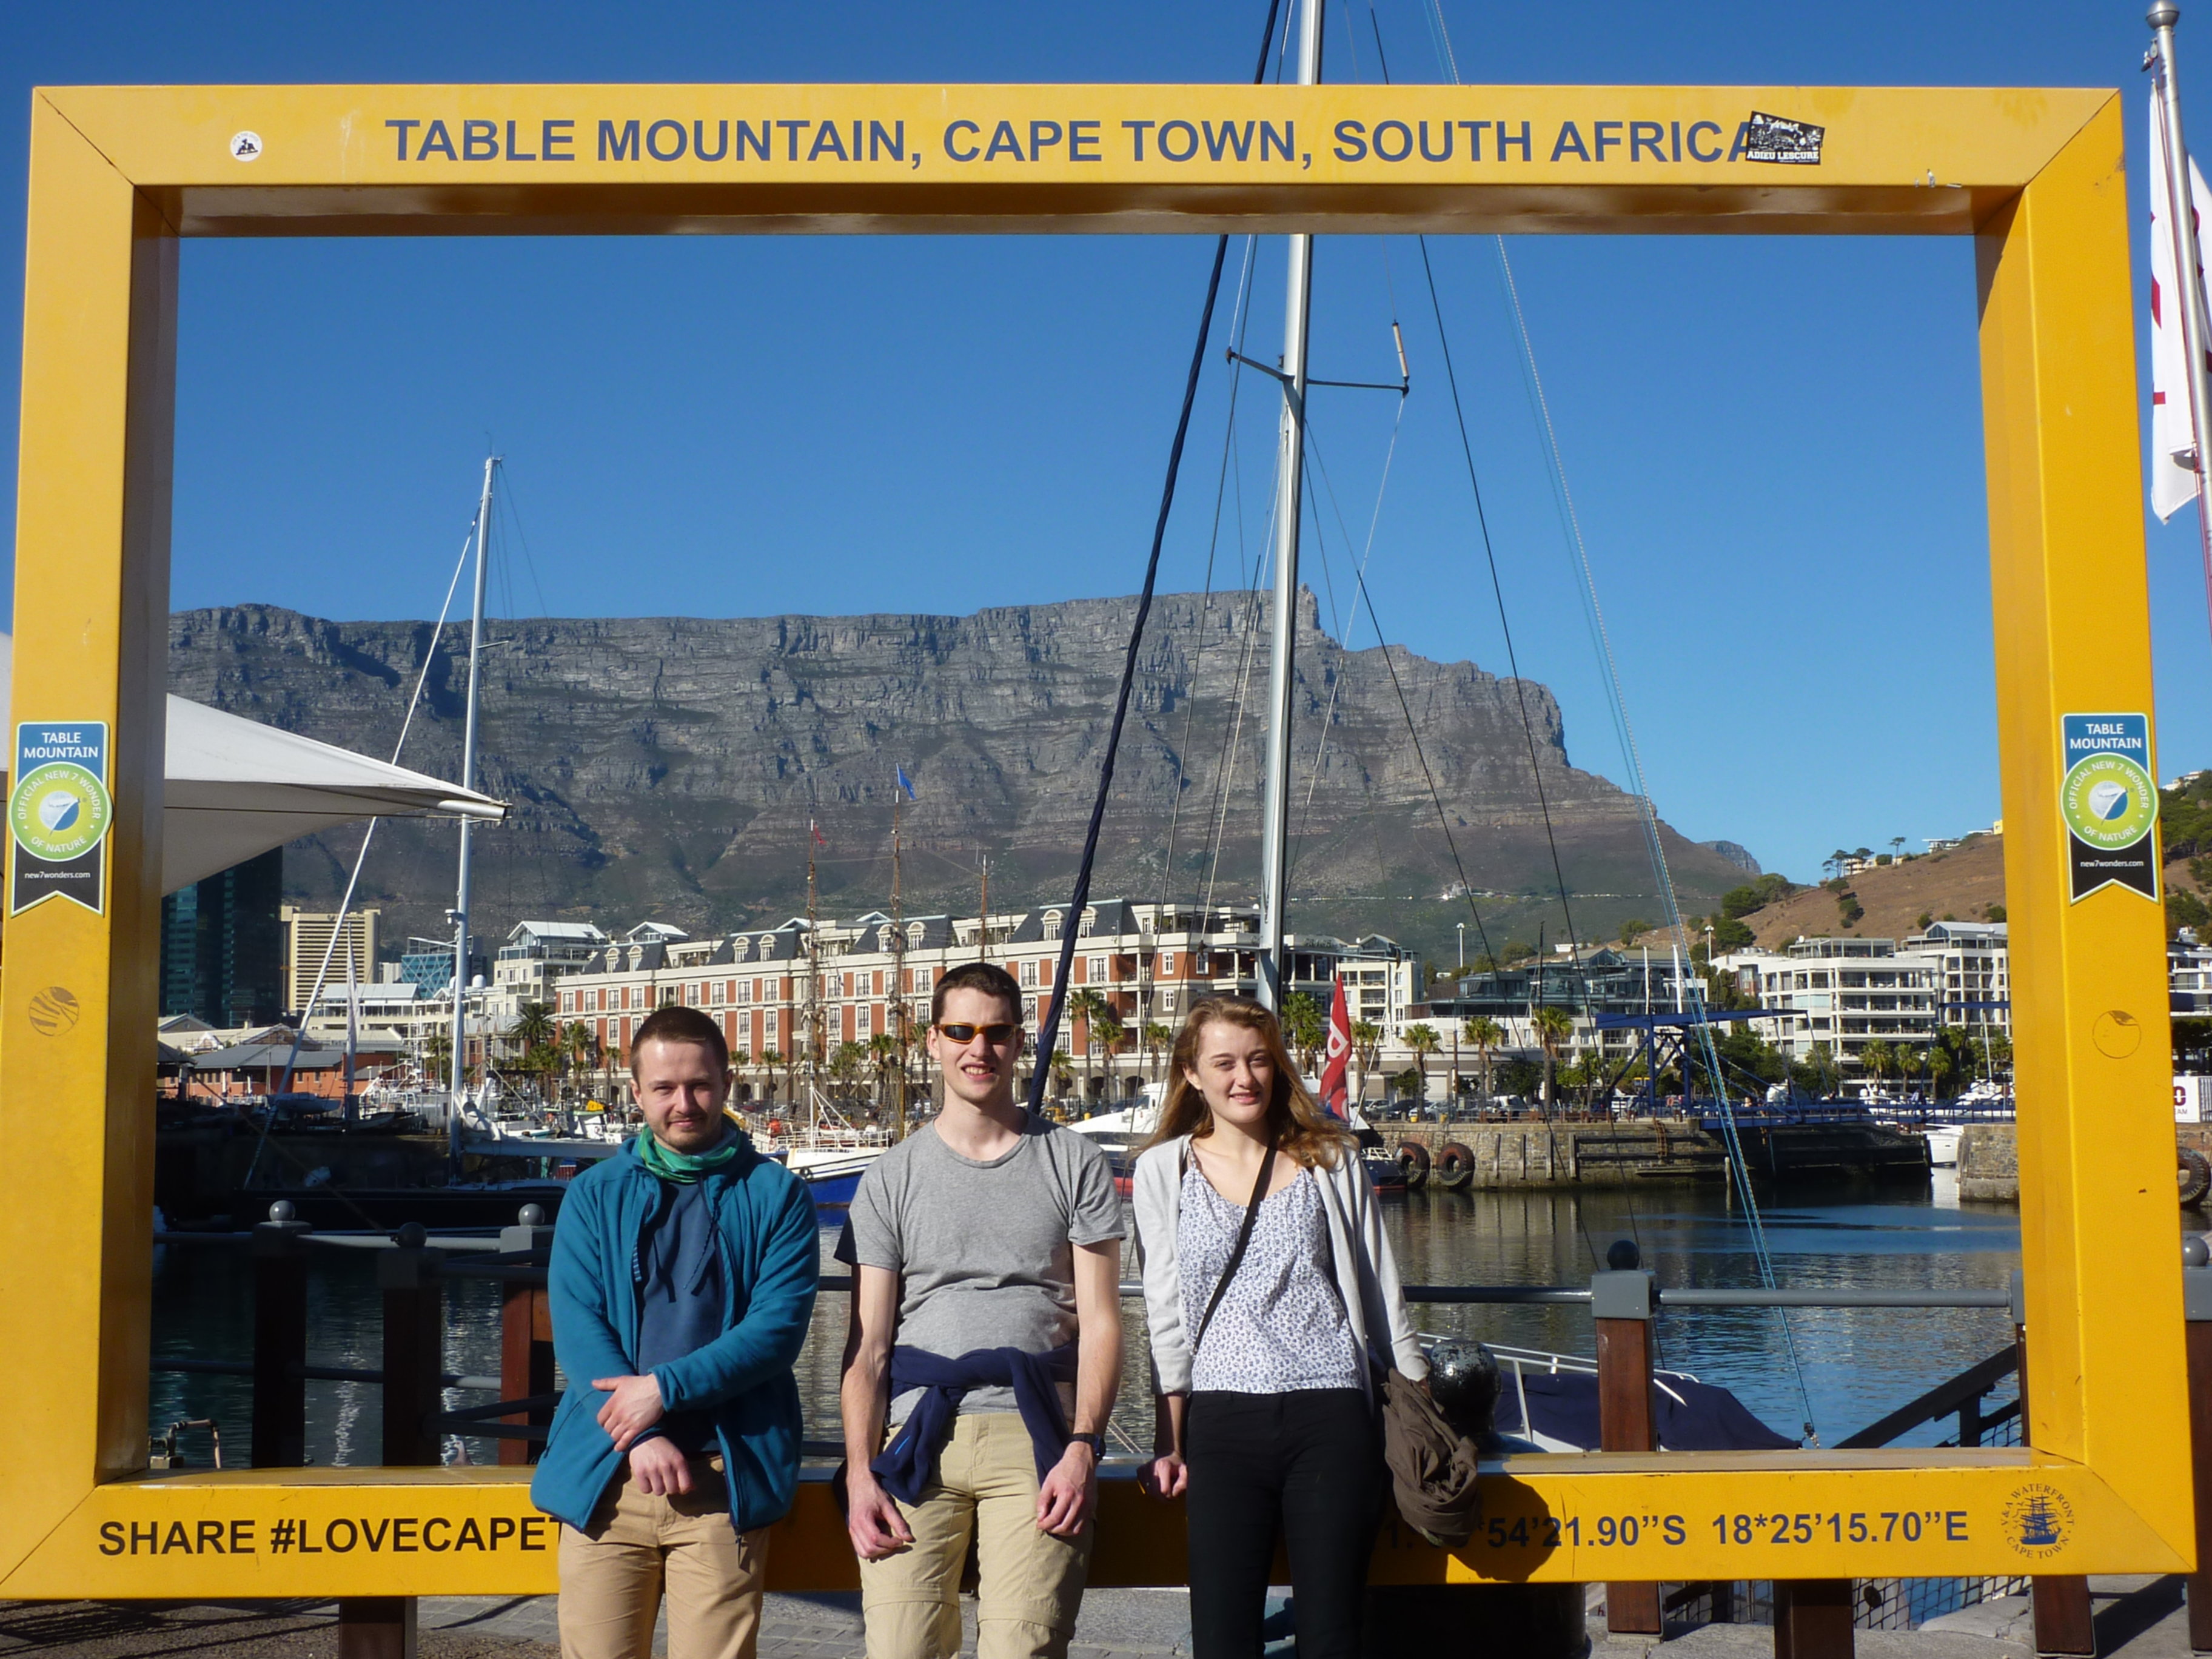 TABLE MOUNTAIN, CAPE TOWN, SOUTH AFRICA
ADIEU LESCURE
TABLE
MOUNTAIN
OFFICIAL NEW 7 WONDER
OF NATURE
new7wonders.com
TABLE
MOUNTAIN
OFFICIAL NEW 7 WONDER
OF NATURE
new7wonders.com
SHARE #LOVECAPET
54'21.90"S 18*25'15.70"E
V&A WATERFRONT
CAPE TOWN